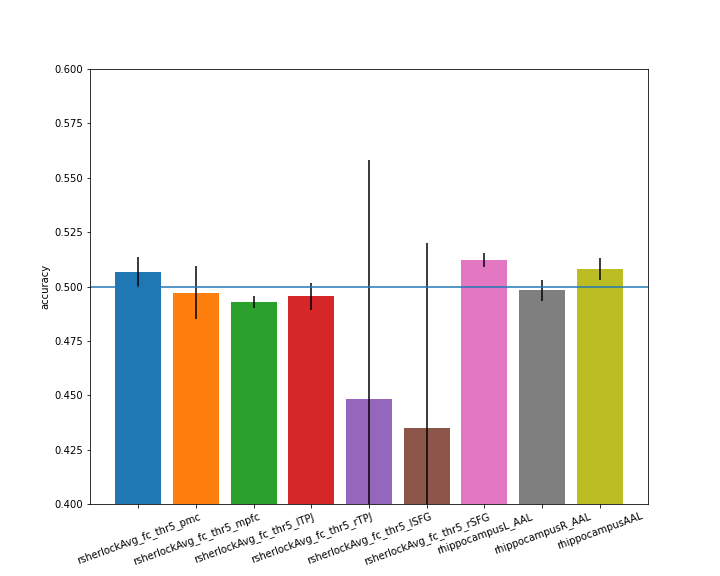 0.600
0.575
0.550
0.525
0.500
0.475
0.450
0.425
0.400
accuracy
rsherlockAvg_fc_thr5_pmc
rsherlockAvg_fc_thr5_mpfc
rsherlockAvg_fc_thr5_lTPJ
rsherlockAvg_fc_thr5_rTPJ
rsherlockAvg_fc_thr5_lSFG
rsherlockAvg_fc_thr5_rSFG
rhippocampusL_AAL
rhippocampusR_AAL
rhippocampusAAL